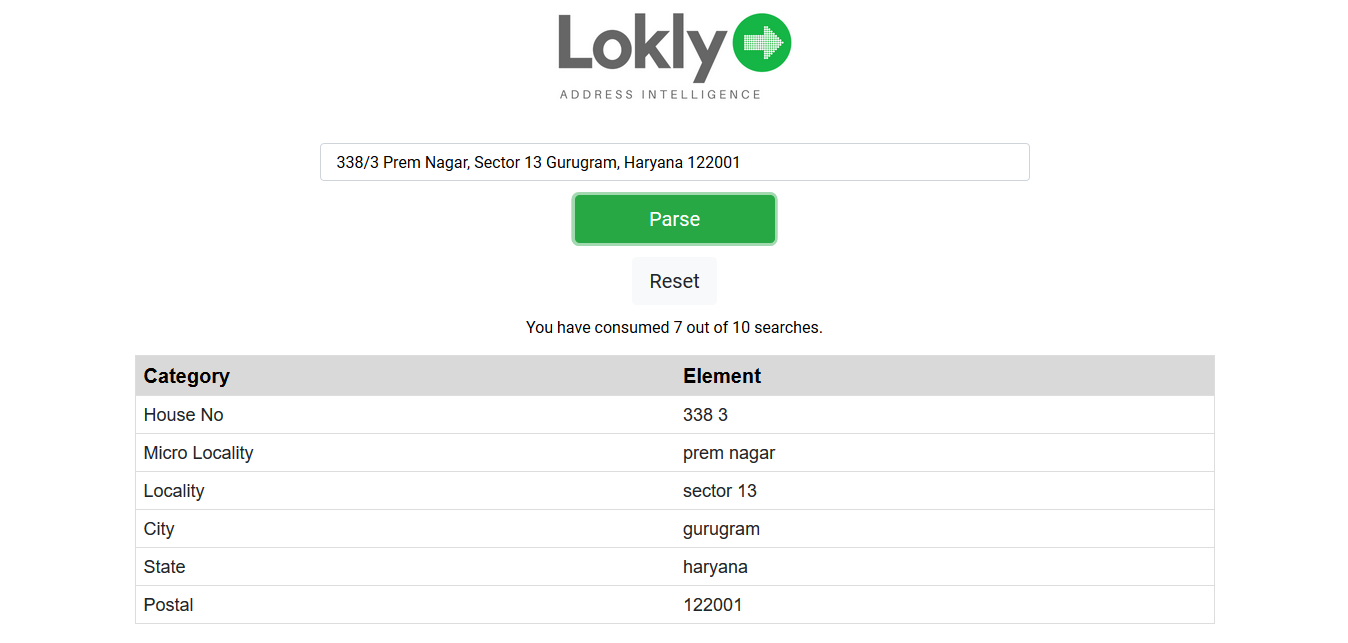 Lokly
ADDRESS INTELLIGENCE
338/3 Prem Nagar, Sector 13 Gurugram, Haryana 122001
Parse
Reset
You have consumed 7 out of 10 searches.
Category Element
House No 338 3
Micro Locality prem nagar
Locality sector 13
City gurugram
State haryana
Postal 122001